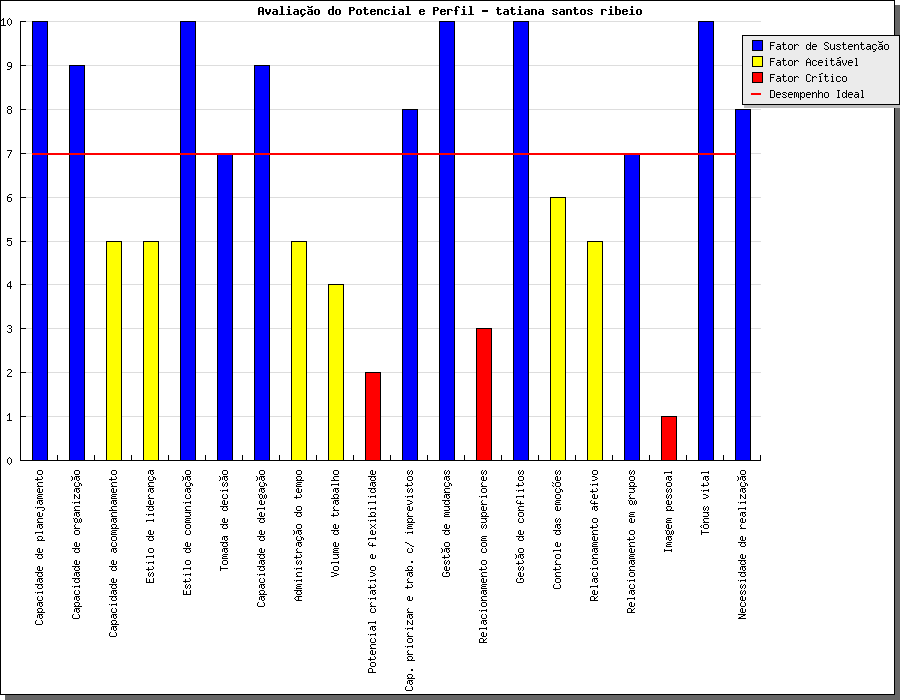 Avaliação do Potencial e Perfil - tatiana santos ribeio
Fator de Sustentação
Fator Aceitável
Fator Crítico
Desempenho Ideal
10
9
8
7
6
5
4
3
2
1
0
Capacidade de planejamento
Capacidade de organização
Capacidade de acompanhamento
Estilo de liderança
Estilo de comunicação
Tomada de decisão
Capacidade de delegação
Administração do tempo
Volume de trabalho
Potencial criativo e flexibilidade
Cap. priorizar e trab. c/ imprevistos
Gestão de mudanças
Relacionamento com superiores
Gestão de conflitos
Controle das emoções
Relacionamento afetivo
Relacionamento em grupos
Imagem pessoal
Tônus vital
Necessidade de realização